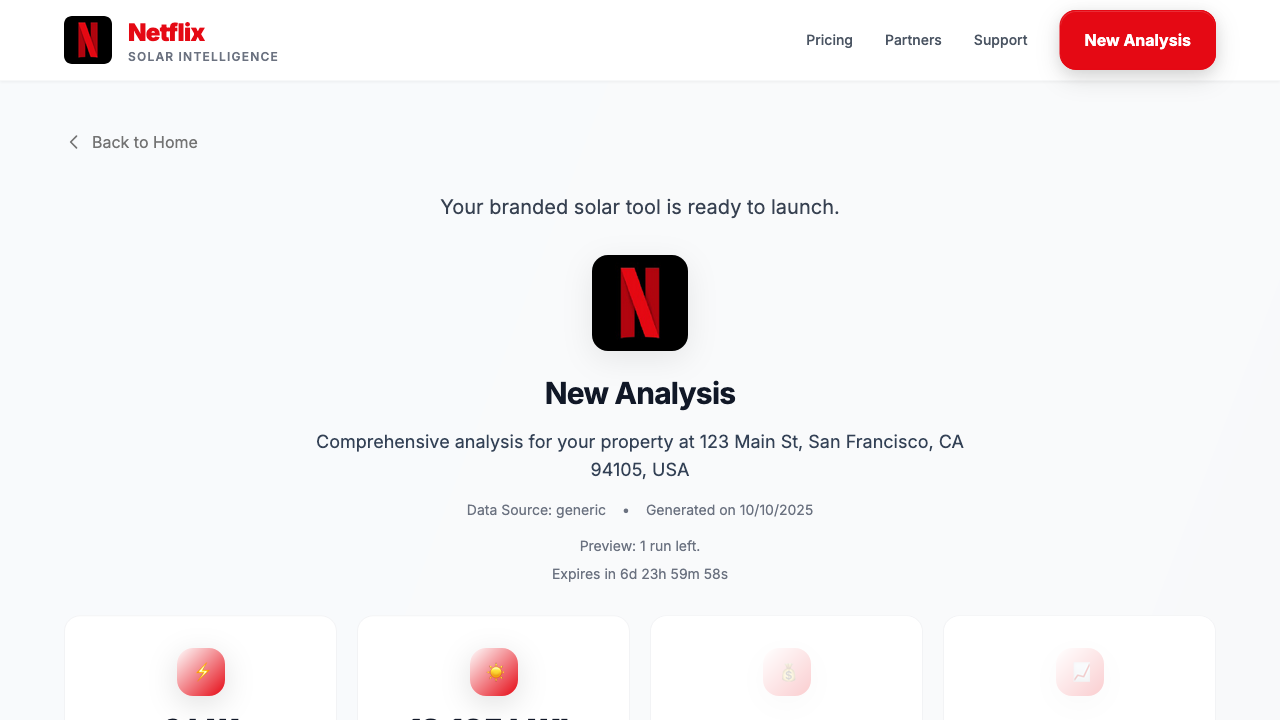 Netflix
SOLAR INTELLIGENCE
Pricing
Partners
Support
New Analysis
Back to Home
Your branded solar tool is ready to launch.
New Analysis
Comprehensive analysis for your property at 123 Main St, San Francisco, CA
94105, USA
Data Source: generic • Generated on 10/10/2025
Preview: 1 run left.
Expires in 6d 23h 59m 58s